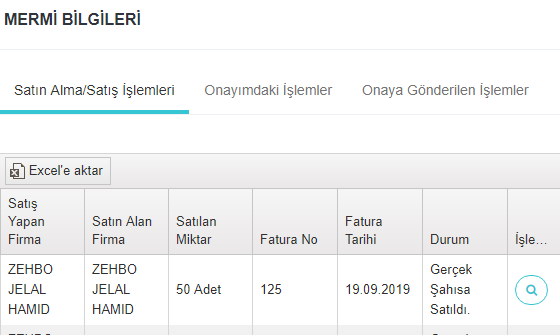 MERMİ BİLGİLERİ
Satın Alma/Satış İşlemleri
Onayımdaki İşlemler
Onaya Gönderilen İşlemler
Excel'e aktar
Satış
Yapan
Firma
Satın Alan
Firma
Satılan
Miktar
Fatura No
Fatura
Tarihi
Durum
İşle...
ZEHBO
JELAL
HAMID
ZEHBO
JELAL
HAMID
50 Adet
125
19.09.2019
Gerçek
Şahısa
Satıldı.